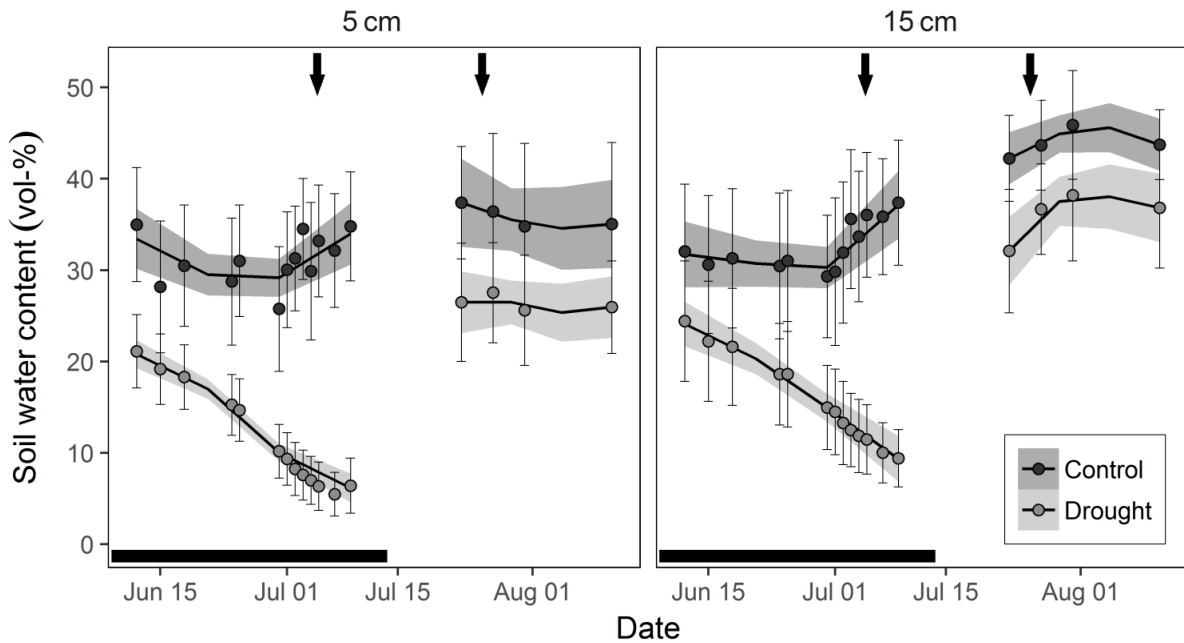 5 cm
15 cm
Soil water content (vol-%)
50
40
30
20
10
0
Control
Drought
Jun 15
Jul 01
Jul 15
Aug 01
Jun 15
Jul 01
Jul 15
Aug 01
Date